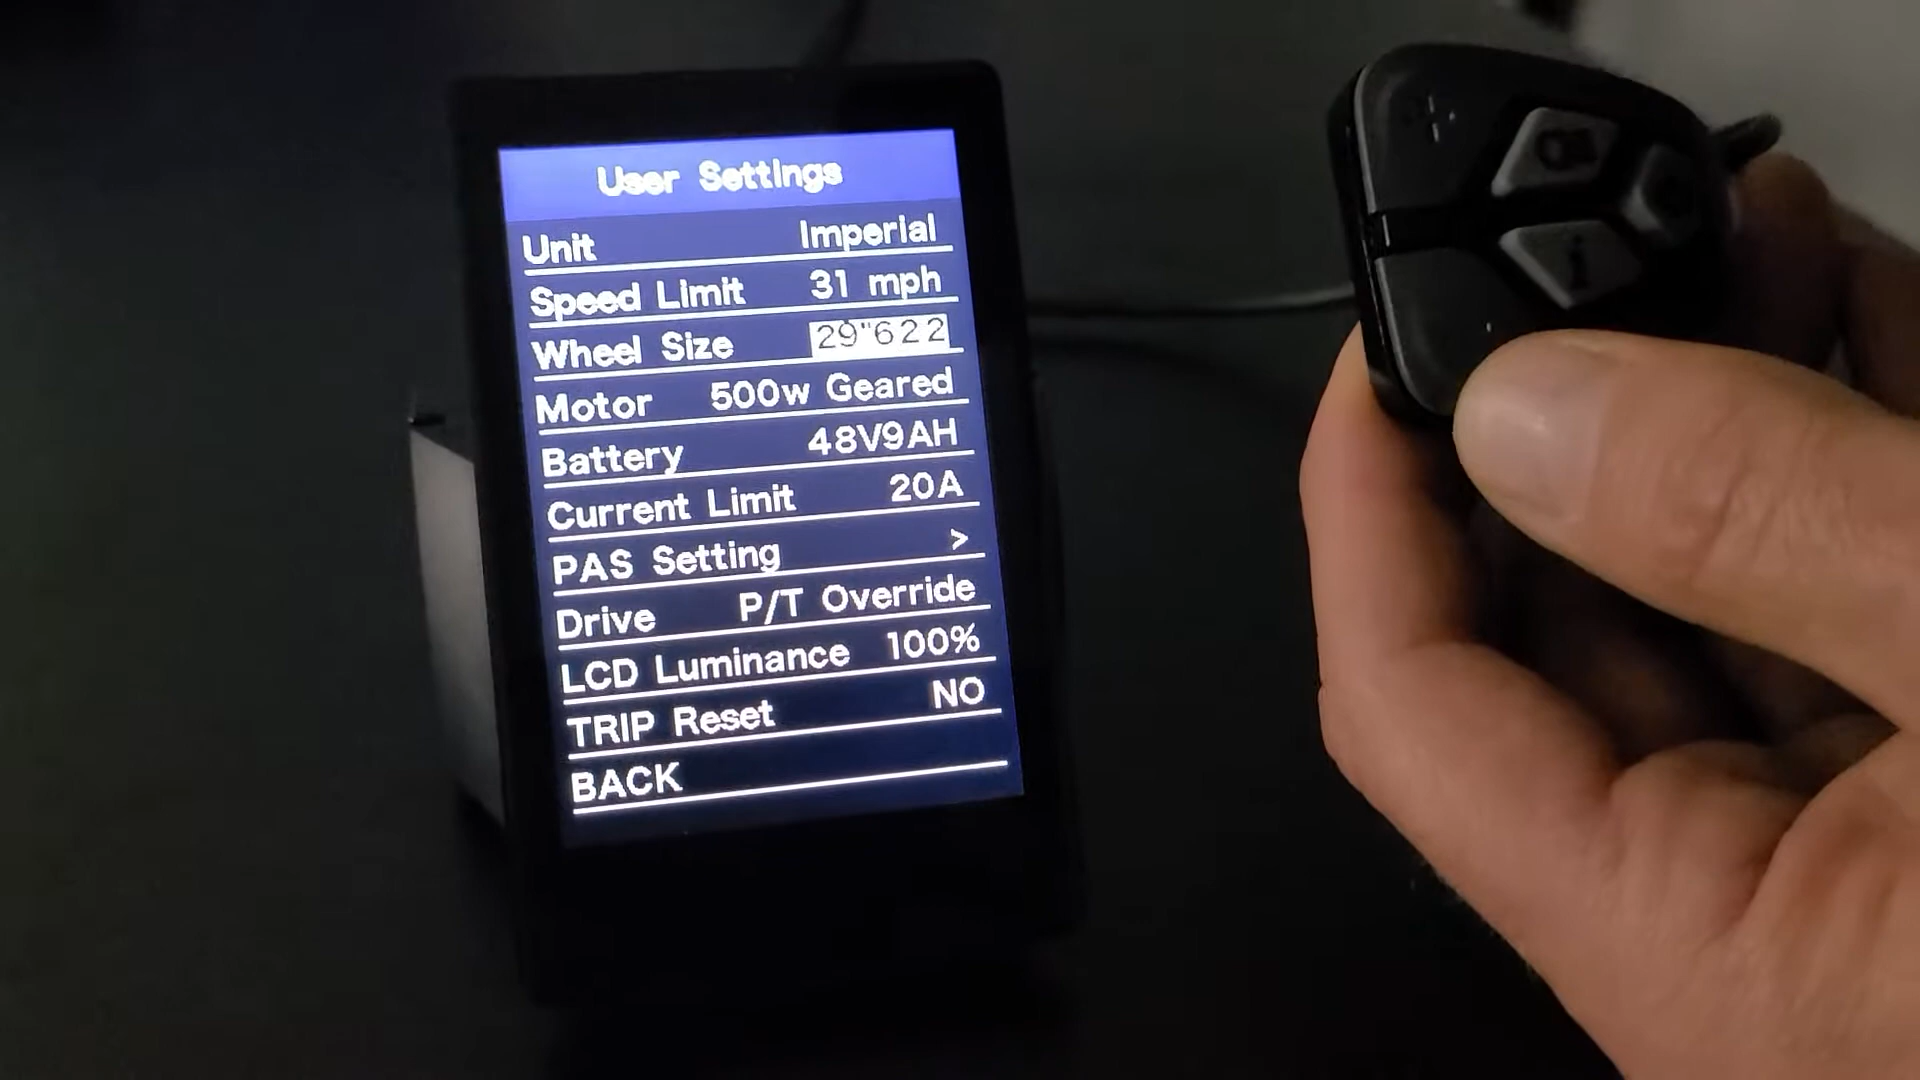 User Settings
Unit Imperial
Speed Limit 31 mph
Wheel Size 29"622
Motor 500w Geared
Battery 48V9AH
Current Limit 20A
PAS Setting >
Drive P/T Override
LCD Luminance 100%
TRIP Reset NO
BACK
+
i